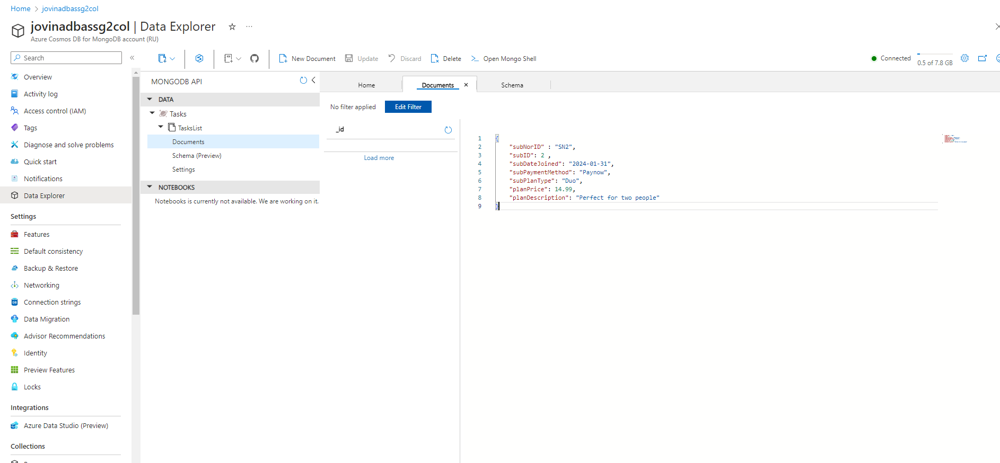 Home > jovinadbassg2col
jovinadbassg2col | Data Explorer
Azure Cosmos DB for MongoDB account (RU)
Search
Overview
Activity log
Access control (IAM)
Tags
Diagnose and solve problems
Quick start
Notifications
Data Explorer
Settings
Features
Default consistency
Backup & Restore
Networking
Connection strings
Data Migration
Advisor Recommendations
Identity
Preview Features
Locks
Integrations
Azure Data Studio (Preview)
Collections
New Document
Update
Discard
Delete
Open Mongo Shell
Connected
0.5 of 7.8 GB
MONGODB API
DATA
Tasks
TasksList
Documents
Schema (Preview)
Settings
NOTEBOOKS
Notebooks is currently not available. We are working on it.
Home
Documents
Schema
No filter applied
Edit Filter
_id
Load more
1 {
2 "subNorID" : "SN2",
3 "subID": 2 ,
4 "subDateJoined": "2024-01-31",
5 "subPaymentMethod": "Paynow",
6 "subPlanType": "Duo",
7 "planPrice": 14.99,
8 "planDescription": "Perfect for two people"
9 }